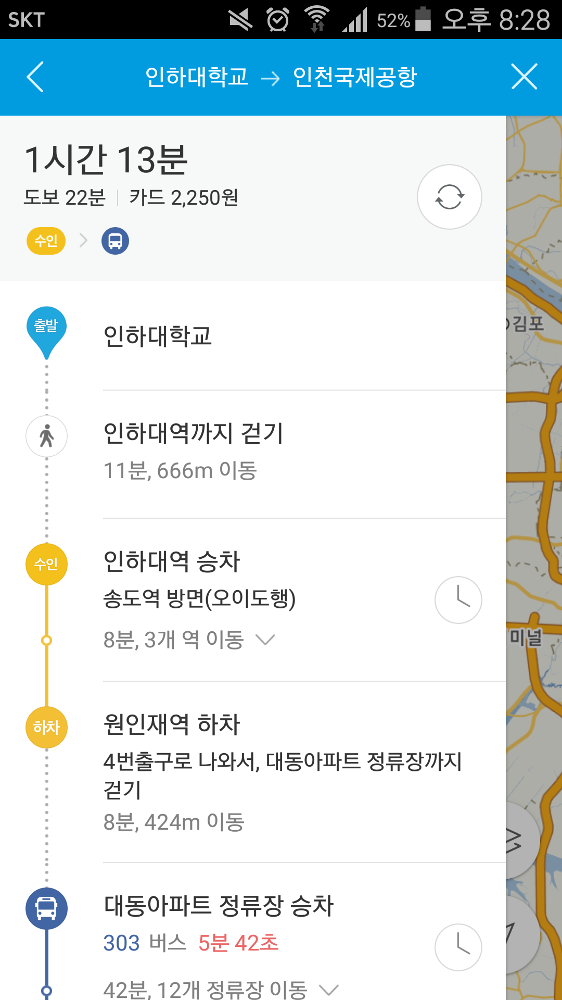 SKT 52% 오후 8:28
인하대학교 → 인천국제공항
1시간 13분
도보 22분 카드 2,250원
수인
김포
출발
인하대학교
인하대역까지 걷기
11분, 666m 이동
수인
인하대역 승차
송도역 방면(오이도행)
8분, 3개 역 이동
미널
하차
원인재역 하차
4번출구로 나와서, 대동아파트 정류장까지
걷기
8분, 424m 이동
대동아파트 정류장 승차
303 버스 5분 42초
42분, 12개 정류장 이동